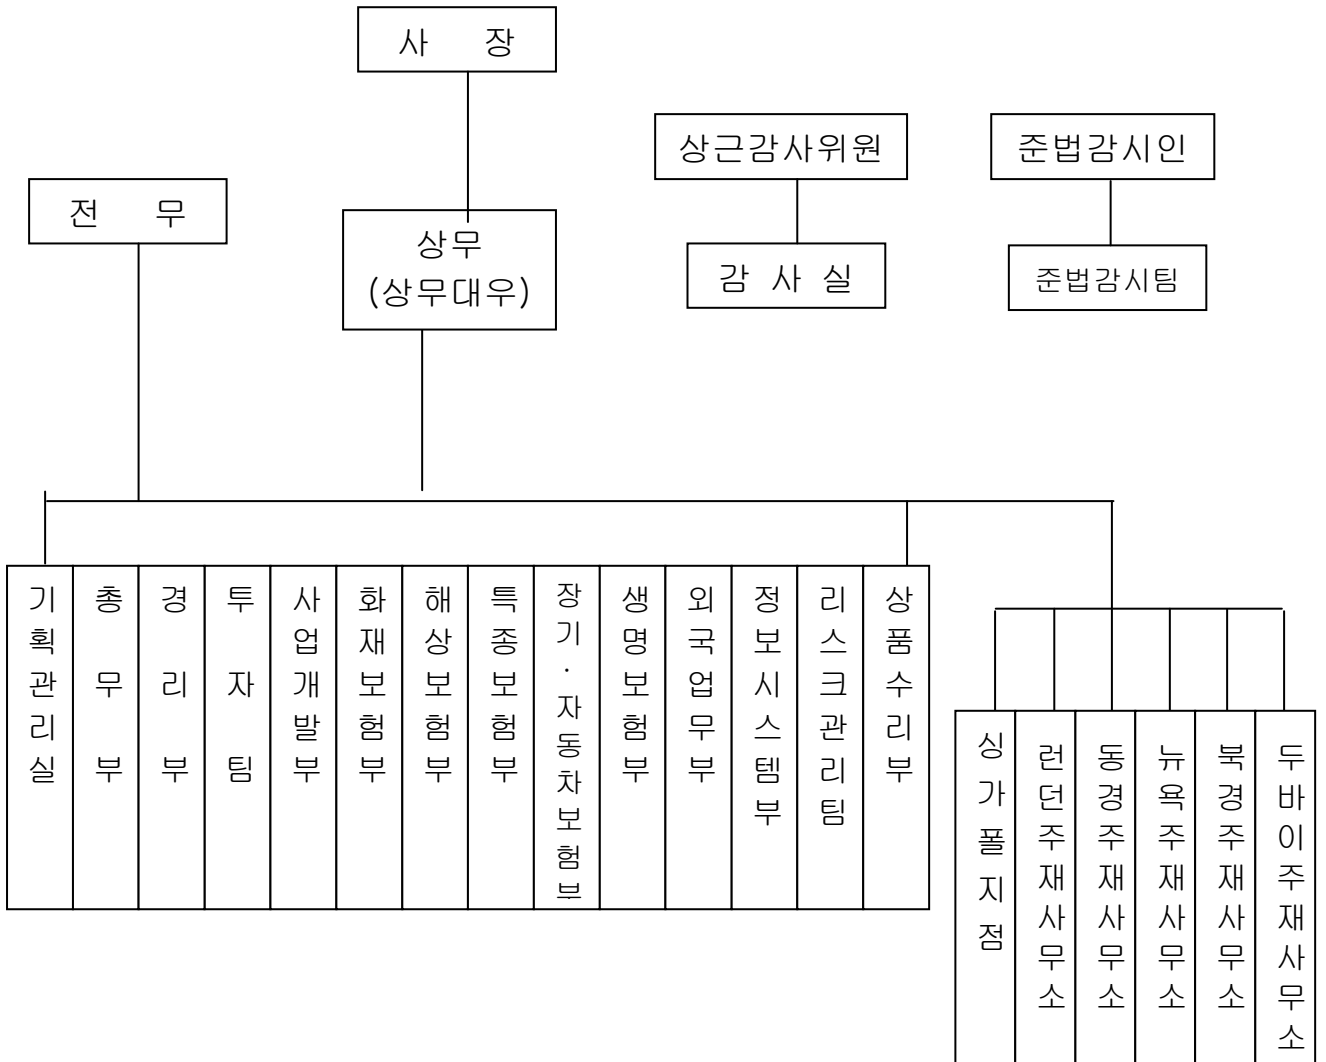 사 장
상근감사위원
준법감시인
전 무
상무
(상무대우)
감 사 실
준법감시팀
기획관리실
총무부
경리부
투자팀
사업개발부
화재보험부
해상보험부
특종보험부
장기·자동차보험부
생명보험부
외국업무부
정보시스템부
리스크관리팀
상품수리부
싱가폴지점
런던주재사무소
동경주재사무소
뉴욕주재사무소
북경주재사무소
두바이주재사무소